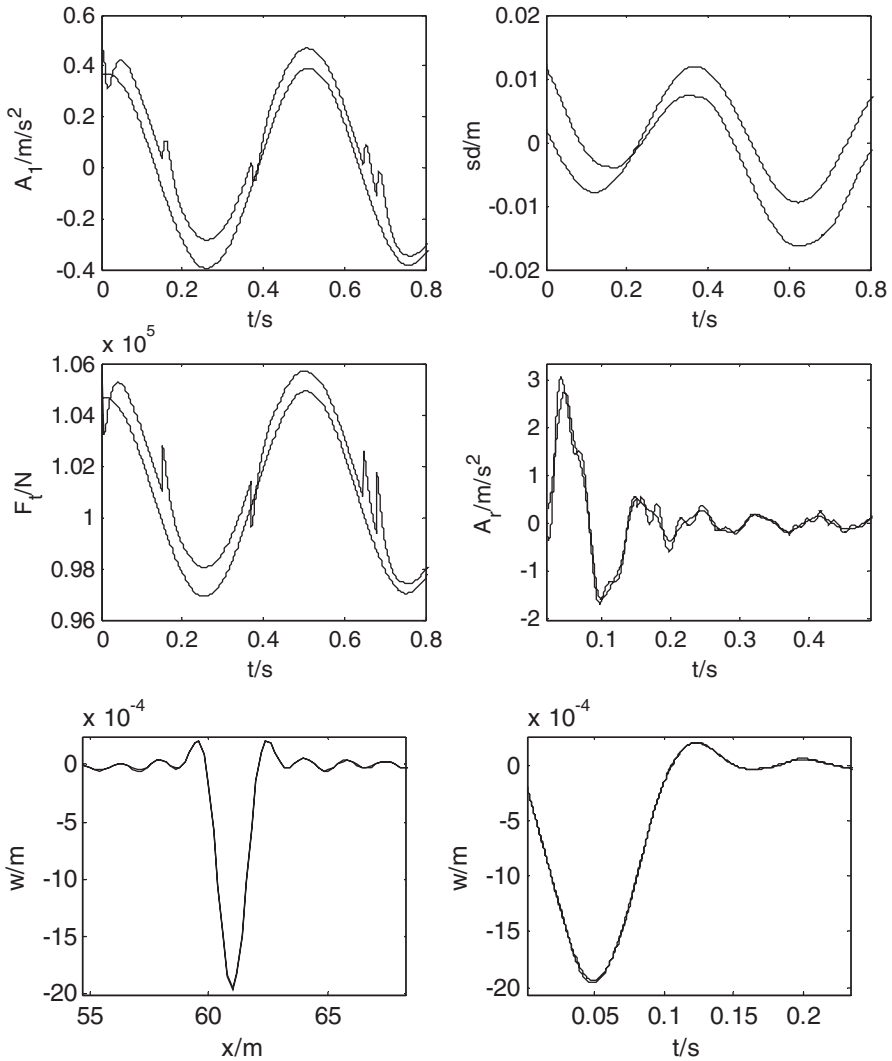 0.6
0.4
0.2
0
-0.2
-0.4
A1/m/s2
0 0.2 0.4 0.6 0.8
t/s
0.02
0.01
0
-0.01
-0.02
sd/m
0 0.2 0.4 0.6 0.8
t/s
x 10^5
1.06
1.04
1.02
1
0.98
0.96
Ft/N
0 0.2 0.4 0.6 0.8
t/s
3
2
1
0
-1
-2
Ar/m/s2
0.1 0.2 0.3 0.4
t/s
x 10^-4
0
-5
-10
-15
-20
w/m
55 60 65
x/m
x 10^-4
0
-5
-10
-15
-20
w/m
0.05 0.1 0.15 0.2
t/s